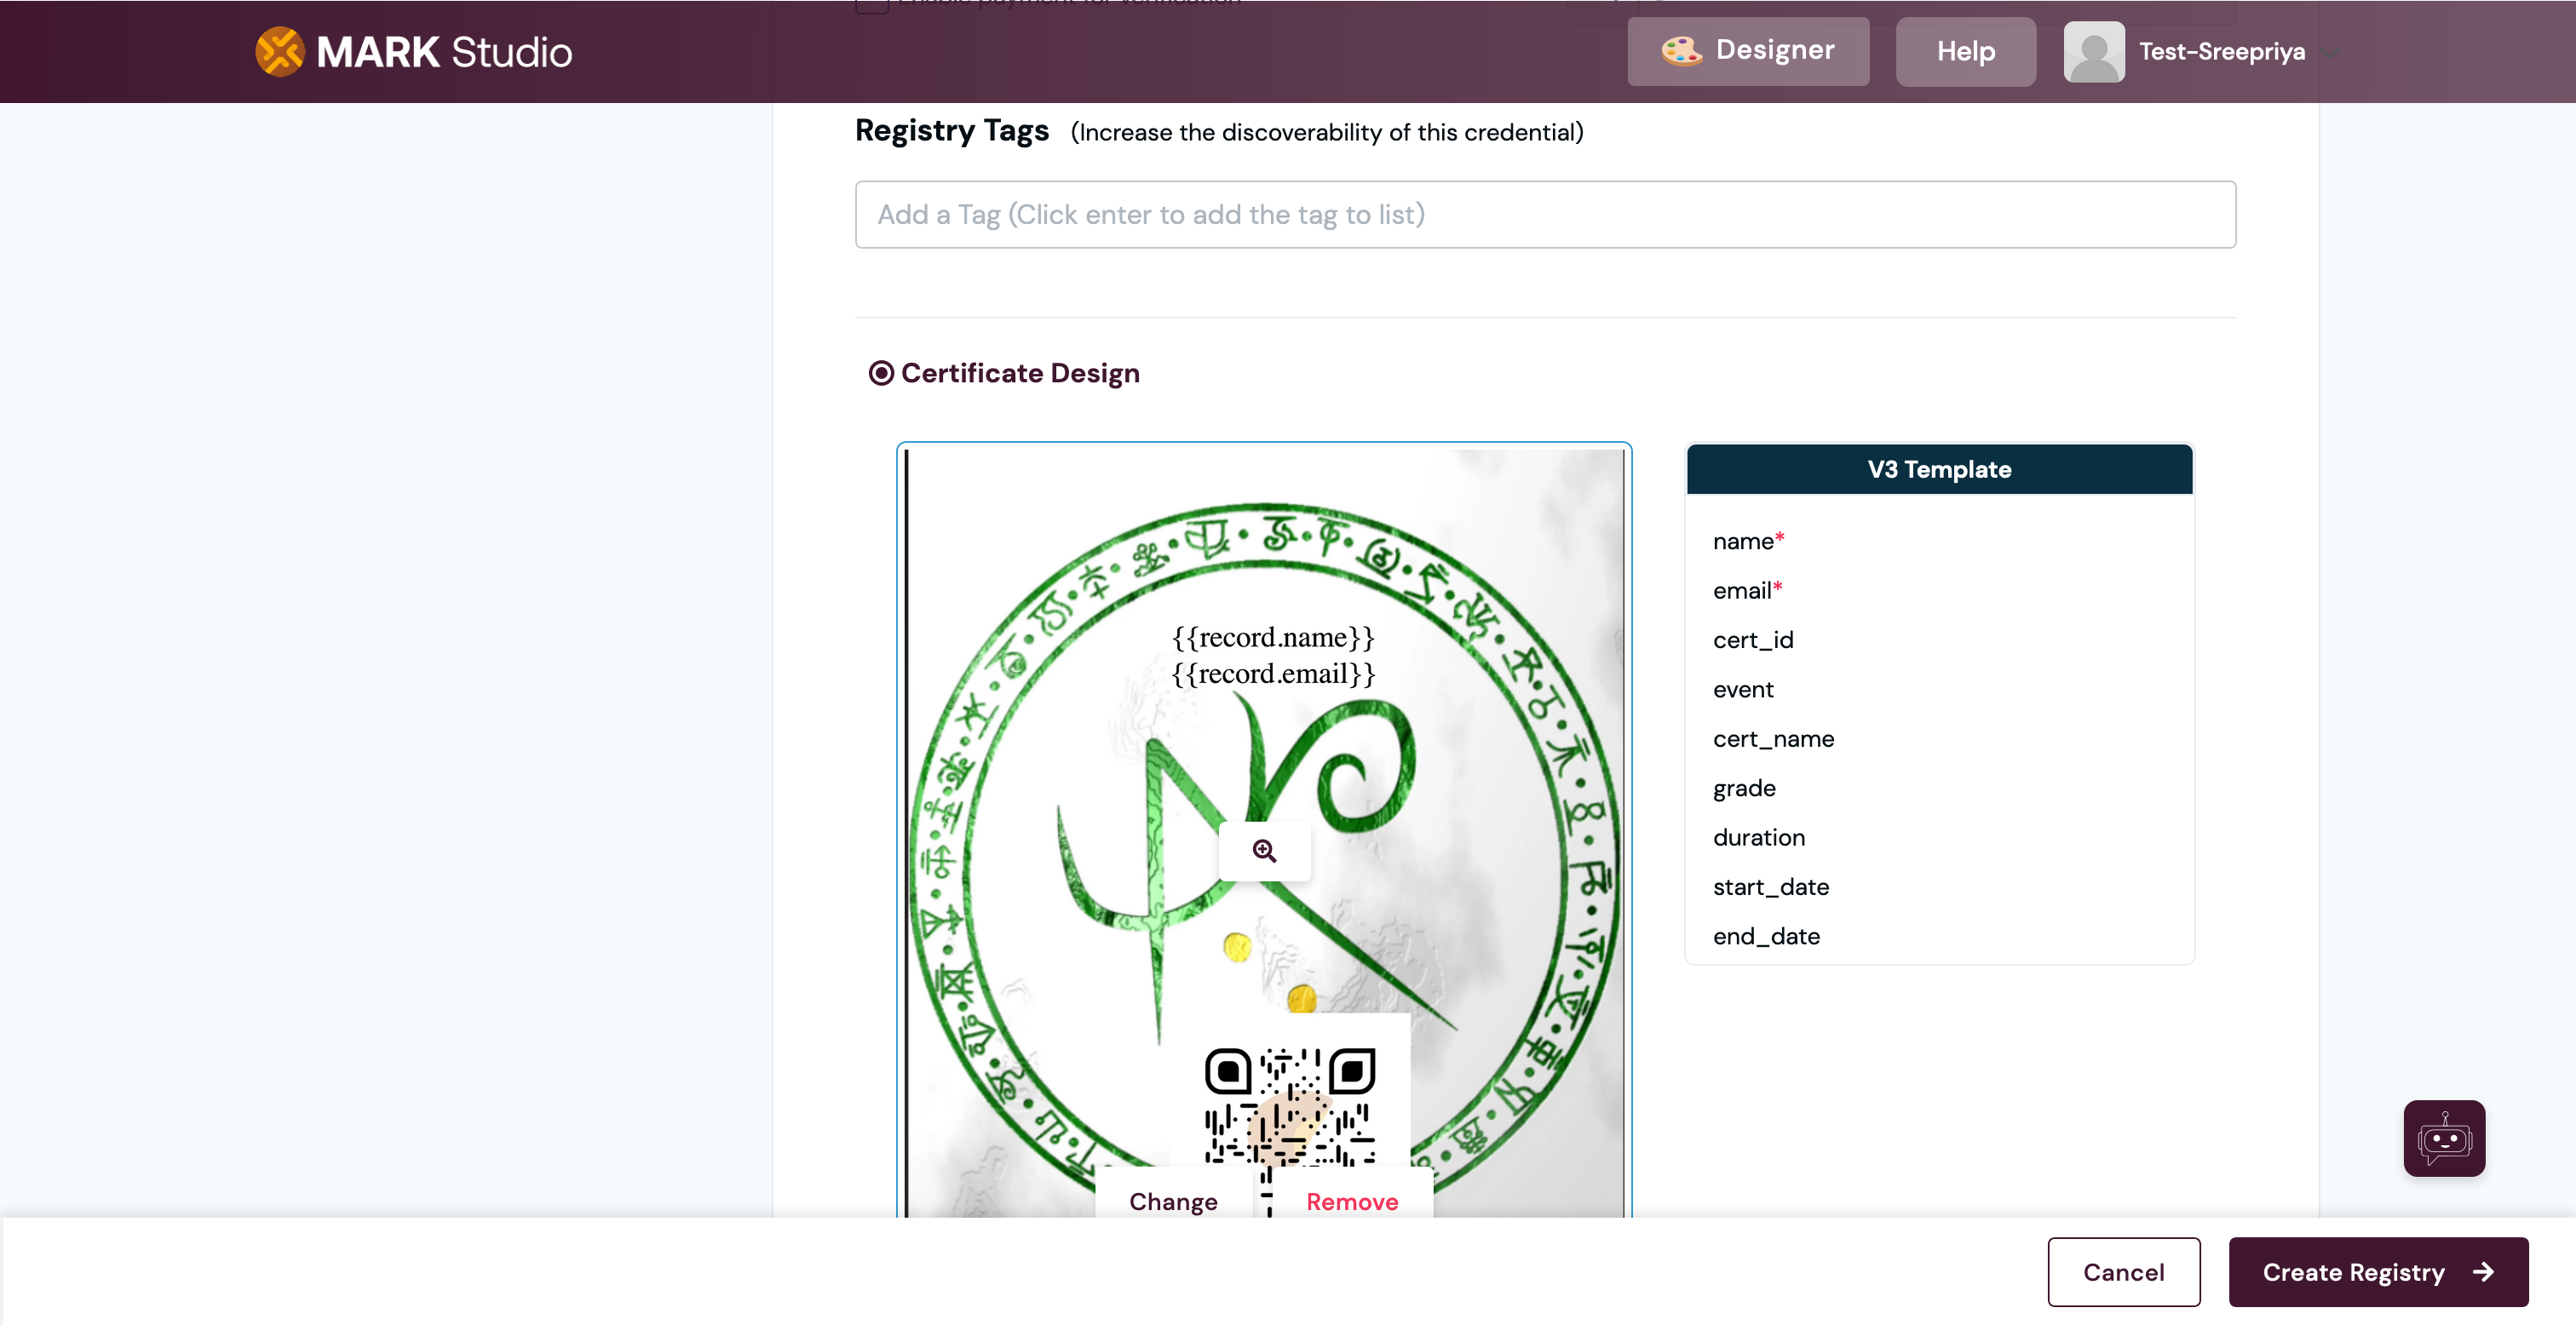 MARK Studio
Designer
Help
Test-Sreepriya
Registry Tags (Increase the discoverability of this credential)
Add a Tag (Click enter to add the tag to list)
Certificate Design
{{record.name}}
{{record.email}}
Change
Remove
V3 Template
name*
email*
cert_id
event
cert_name
grade
duration
start_date
end_date
Cancel
Create Registry